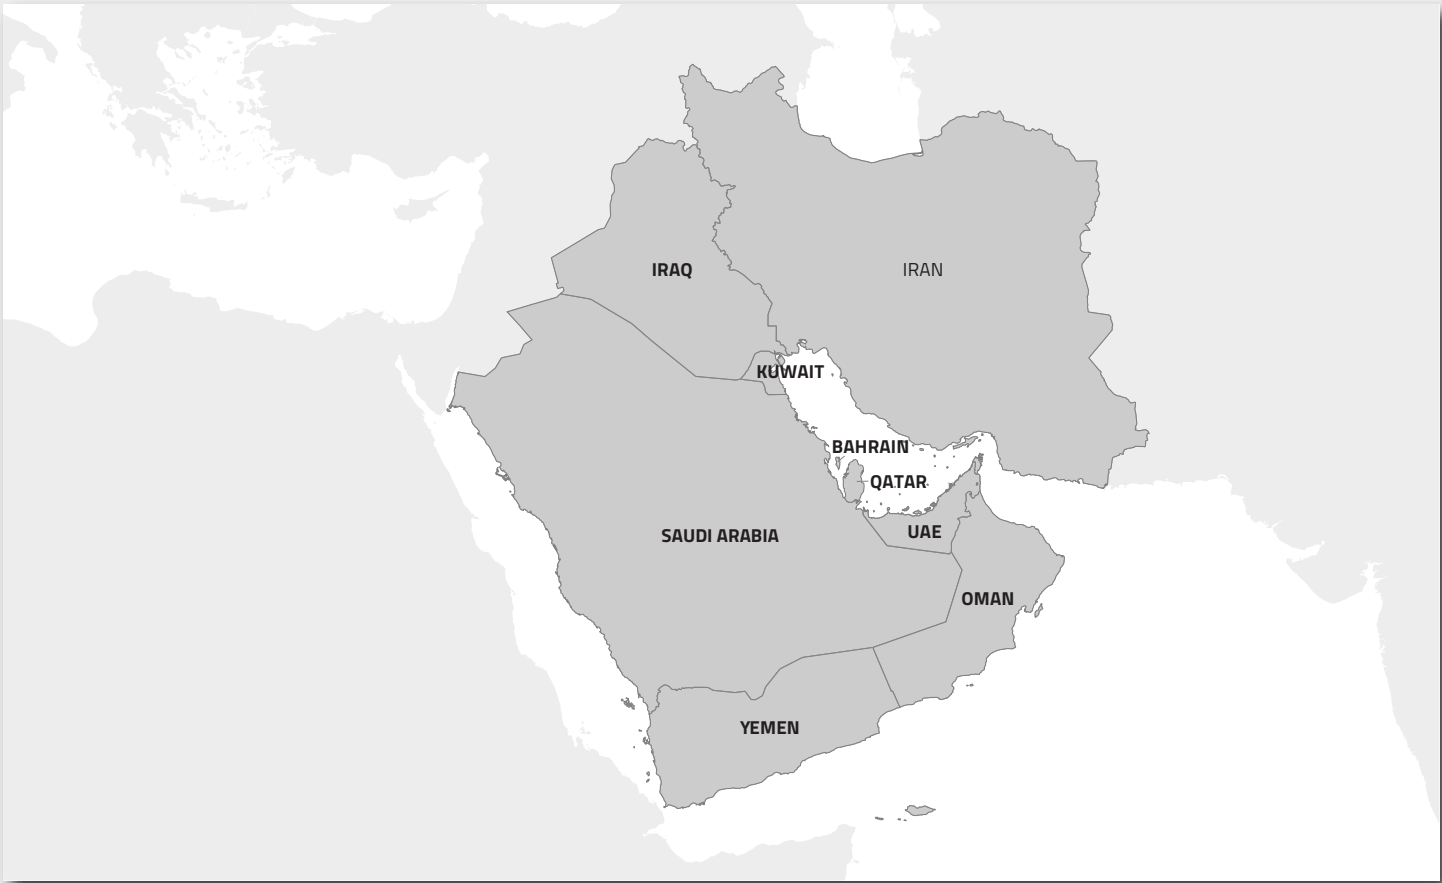 IRAQ
IRAN
KUWAIT
BAHRAIN
QATAR
SAUDI ARABIA
UAE
OMAN
YEMEN